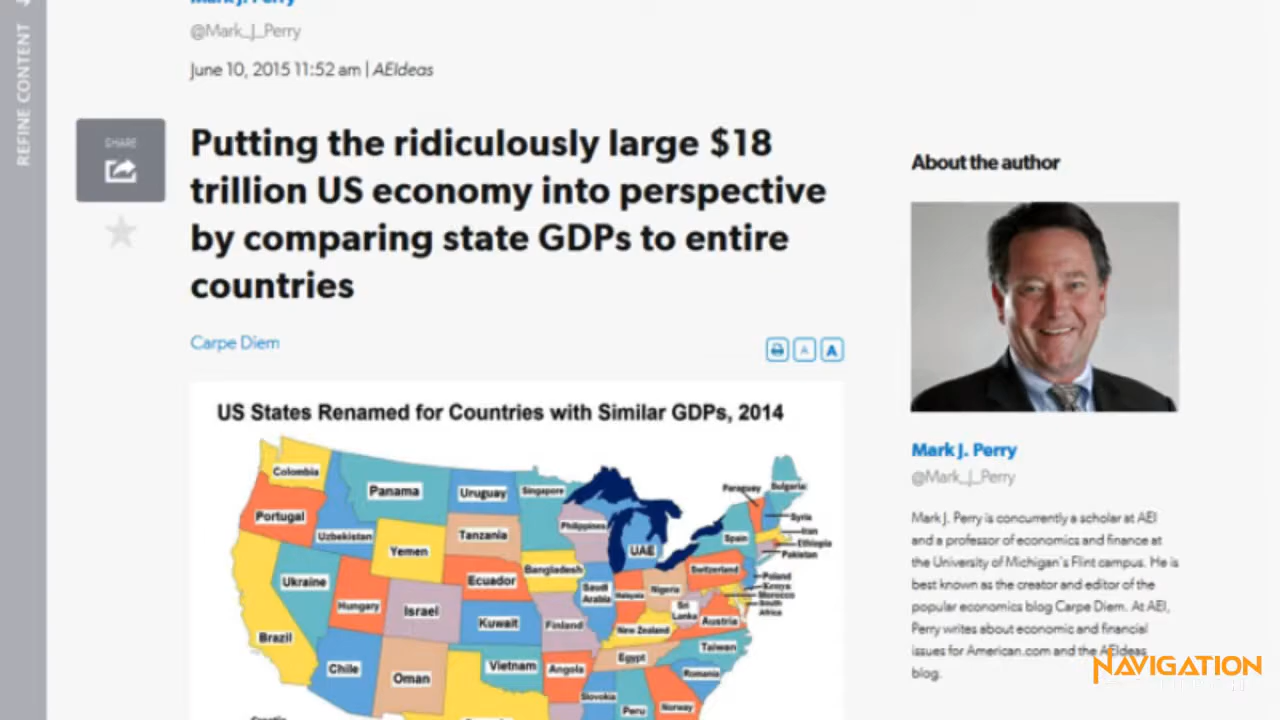 REFINE CONTENT
Mark J. Perry
@Mark_J_Perry
June 10, 2015 11:52 am | AEIdeas
SHARE
Putting the ridiculously large $18
trillion US economy into perspective
by comparing state GDPs to entire
countries
Carpe Diem
A
A
US States Renamed for Countries with Similar GDPs, 2014
Colombia
Panama
Uruguay
Singapore
Paraguay
Bulgaria
Portugal
Uzbekistan
Yemen
Tanzania
Philippines
UAE
Spain
Syria
Iran
Ethiopia
Pakistan
Ukraine
Hungary
Israel
Ecuador
Bangladesh
Saudi
Arabia
Malaysia
Nigeria
Switzerland
Poland
Kenya
Morocco
South
Africa
Brazil
Kuwait
Finland
New Zealand
Sri
Lanka
Austria
Chile
Oman
Vietnam
Angola
Egypt
Taiwan
Romania
Slovakia
Peru
Norway
About the author
Mark J. Perry
@Mark_J_Perry
Mark J. Perry is concurrently a scholar at AEI
and a professor of economics and finance at
the University of Michigan's Flint campus. He is
best known as the creator and editor of the
popular economics blog Carpe Diem. At AEI,
Perry writes about economic and financial
issues for American.com and the AEIdeas
blog.
NAVIGATION